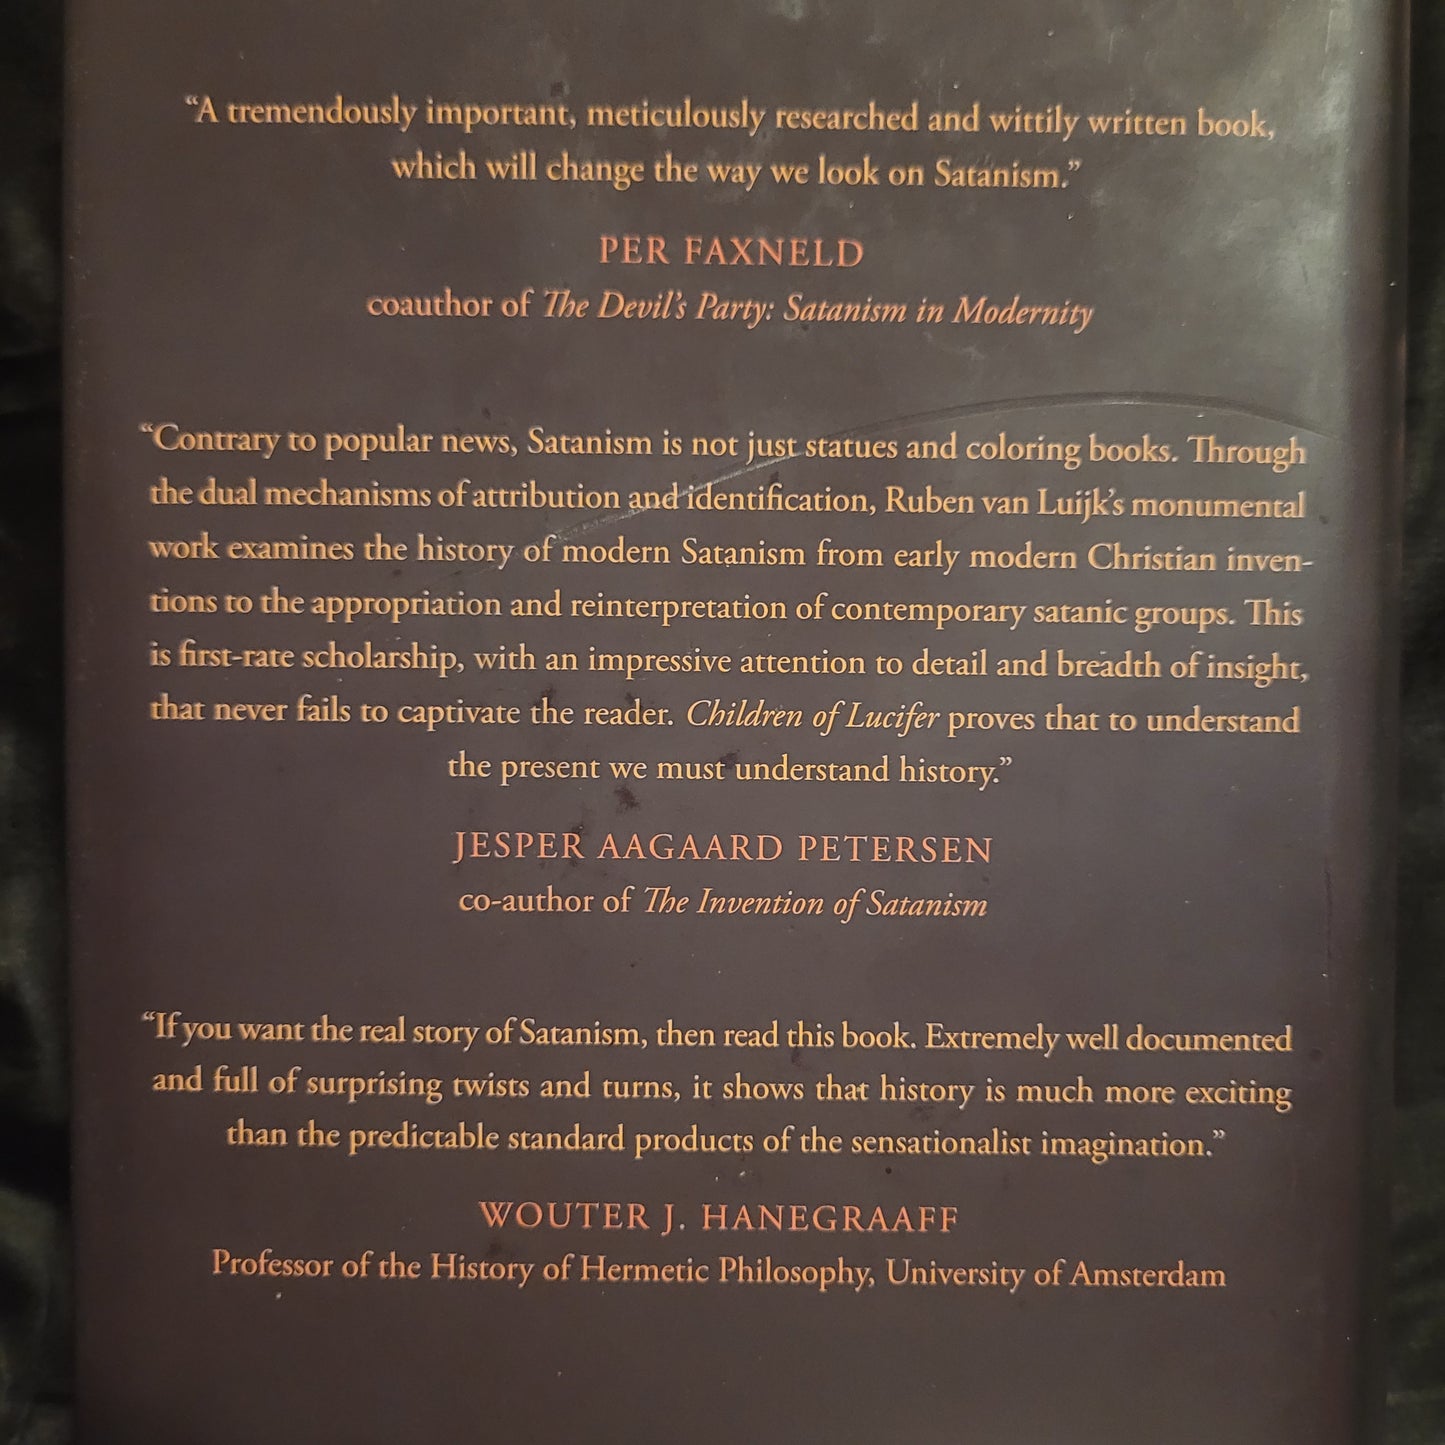 “A tremendously important, meticulously researched and wittily written book,
which will change the way we look on Satanism.”
PER FAXNELD
coauthor of The Devil’s Party: Satanism in Modernity
“Contrary to popular news, Satanism is not just statues and coloring books. Through
the dual mechanisms of attribution and identification, Ruben van Luijk’s monumental
work examines the history of modern Satanism from early modern Christian inven-
tions to the appropriation and reinterpretation of contemporary satanic groups. This
is first-rate scholarship, with an impressive attention to detail and breadth of insight,
that never fails to captivate the reader. Children of Lucifer proves that to understand
the present we must understand history.”
JESPER AAGAARD PETERSEN
co-author of The Invention of Satanism
“If you want the real story of Satanism, then read this book. Extremely well documented
and full of surprising twists and turns, it shows that history is much more exciting
than the predictable standard products of the sensationalist imagination.”
WOUTER J. HANEGRAAFF
Professor of the History of Hermetic Philosophy, University of Amsterdam